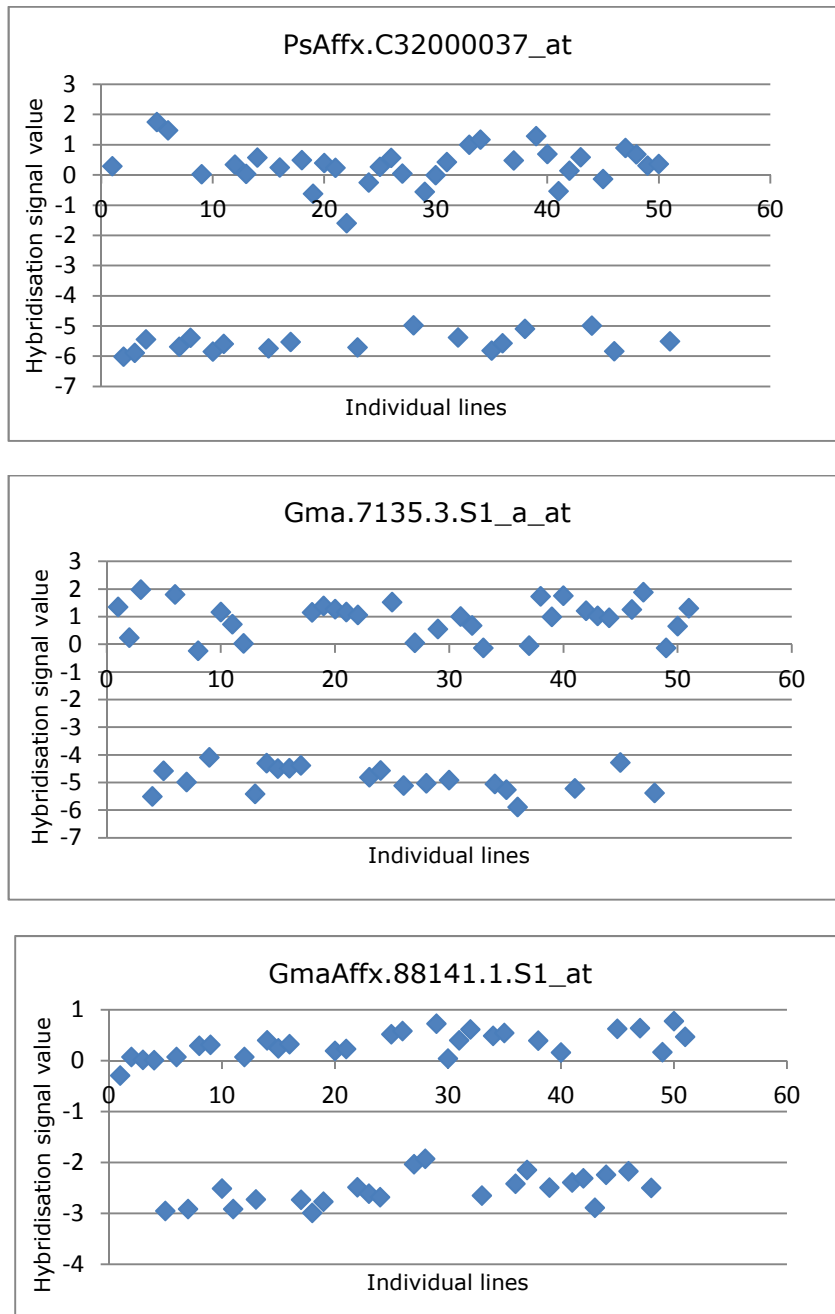 PsAffx.C32000037_at
3
2
1
0
-1
-2
-3
-4
-5
-6
-7
0 10 20 30 40 50 60
Hybridisation signal value
Individual lines
Gma.7135.3.S1_a_at
3
2
1
0
-1
-2
-3
-4
-5
-6
-7
0 10 20 30 40 50 60
Hybridisation signal value
Individual lines
GmaAffx.88141.1.S1_at
1
0
-1
-2
-3
-4
0 10 20 30 40 50 60
Hybridisation signal value
Individual lines